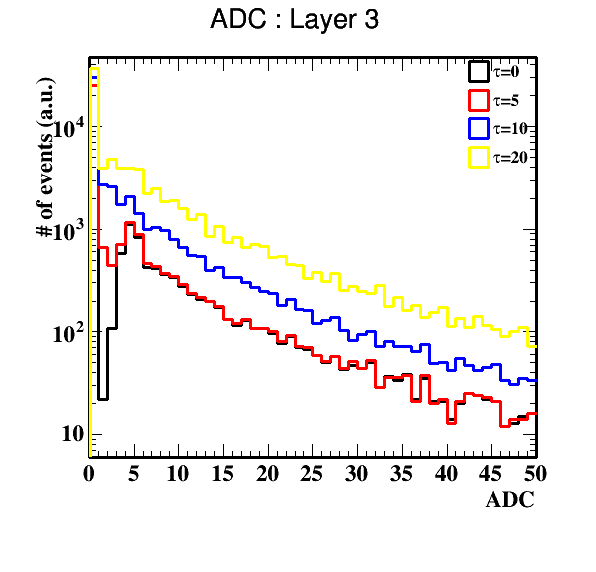 ADC : Layer 3
# of events (a.u.)
10⁴
10³
10²
10
τ=0
τ=5
τ=10
τ=20
0 5 10 15 20 25 30 35 40 45 50
ADC